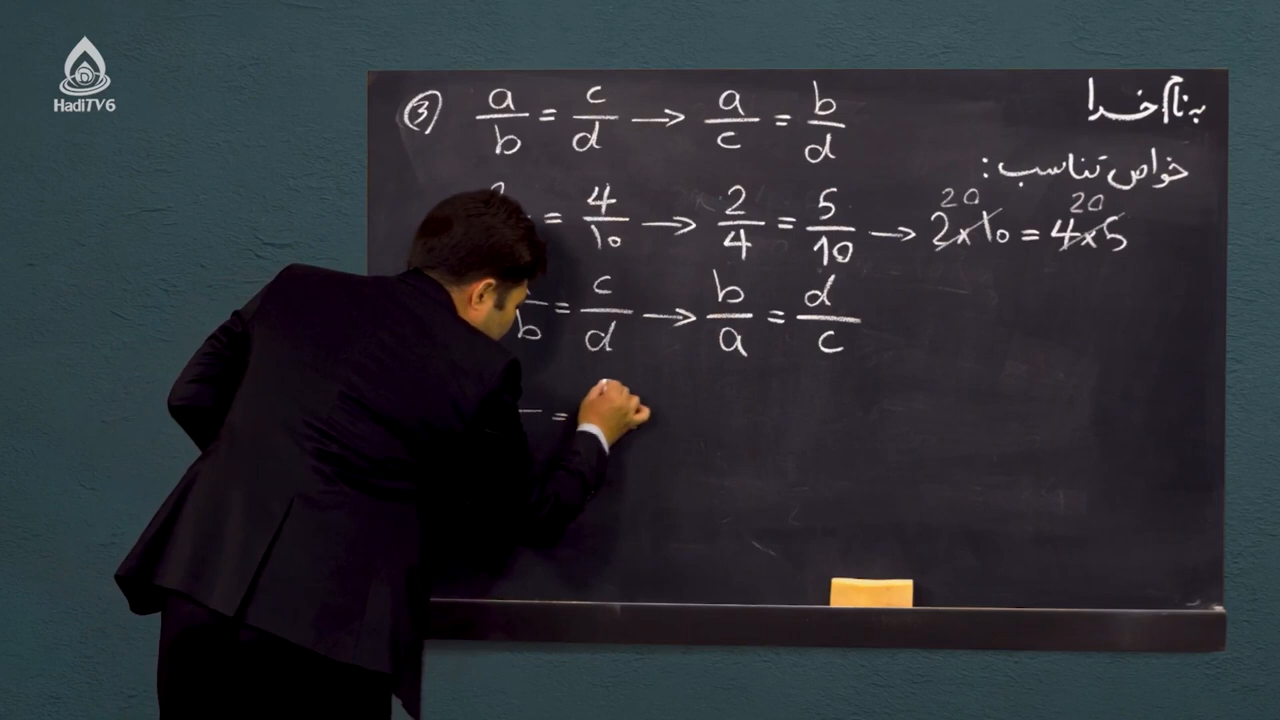 HadiTV6
به نام خدا
خواص تناسب:
③ a/b = c/d → a/c = b/d
= 4/10 → 2/4 = 5/10 → 2×10 = 4×5
20 20
b = c/d → b/a = d/c
=